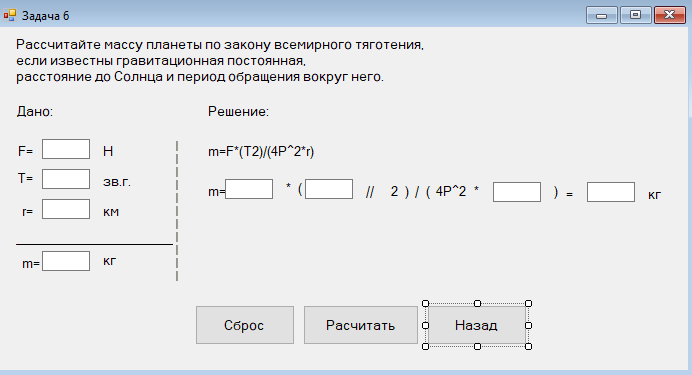 Задача 6
Рассчитайте массу планеты по закону всемирного тяготения,
если известны гравитационная постоянная,
расстояние до Солнца и период обращения вокруг него.
Дано:
Решение:
F= Н
m=F*(T2)/(4P^2*r)
T= зв.г.
m= * ( // 2 ) / ( 4P^2 * ) = кг
r= км
m= кг
Сброс
Расчитать
Назад